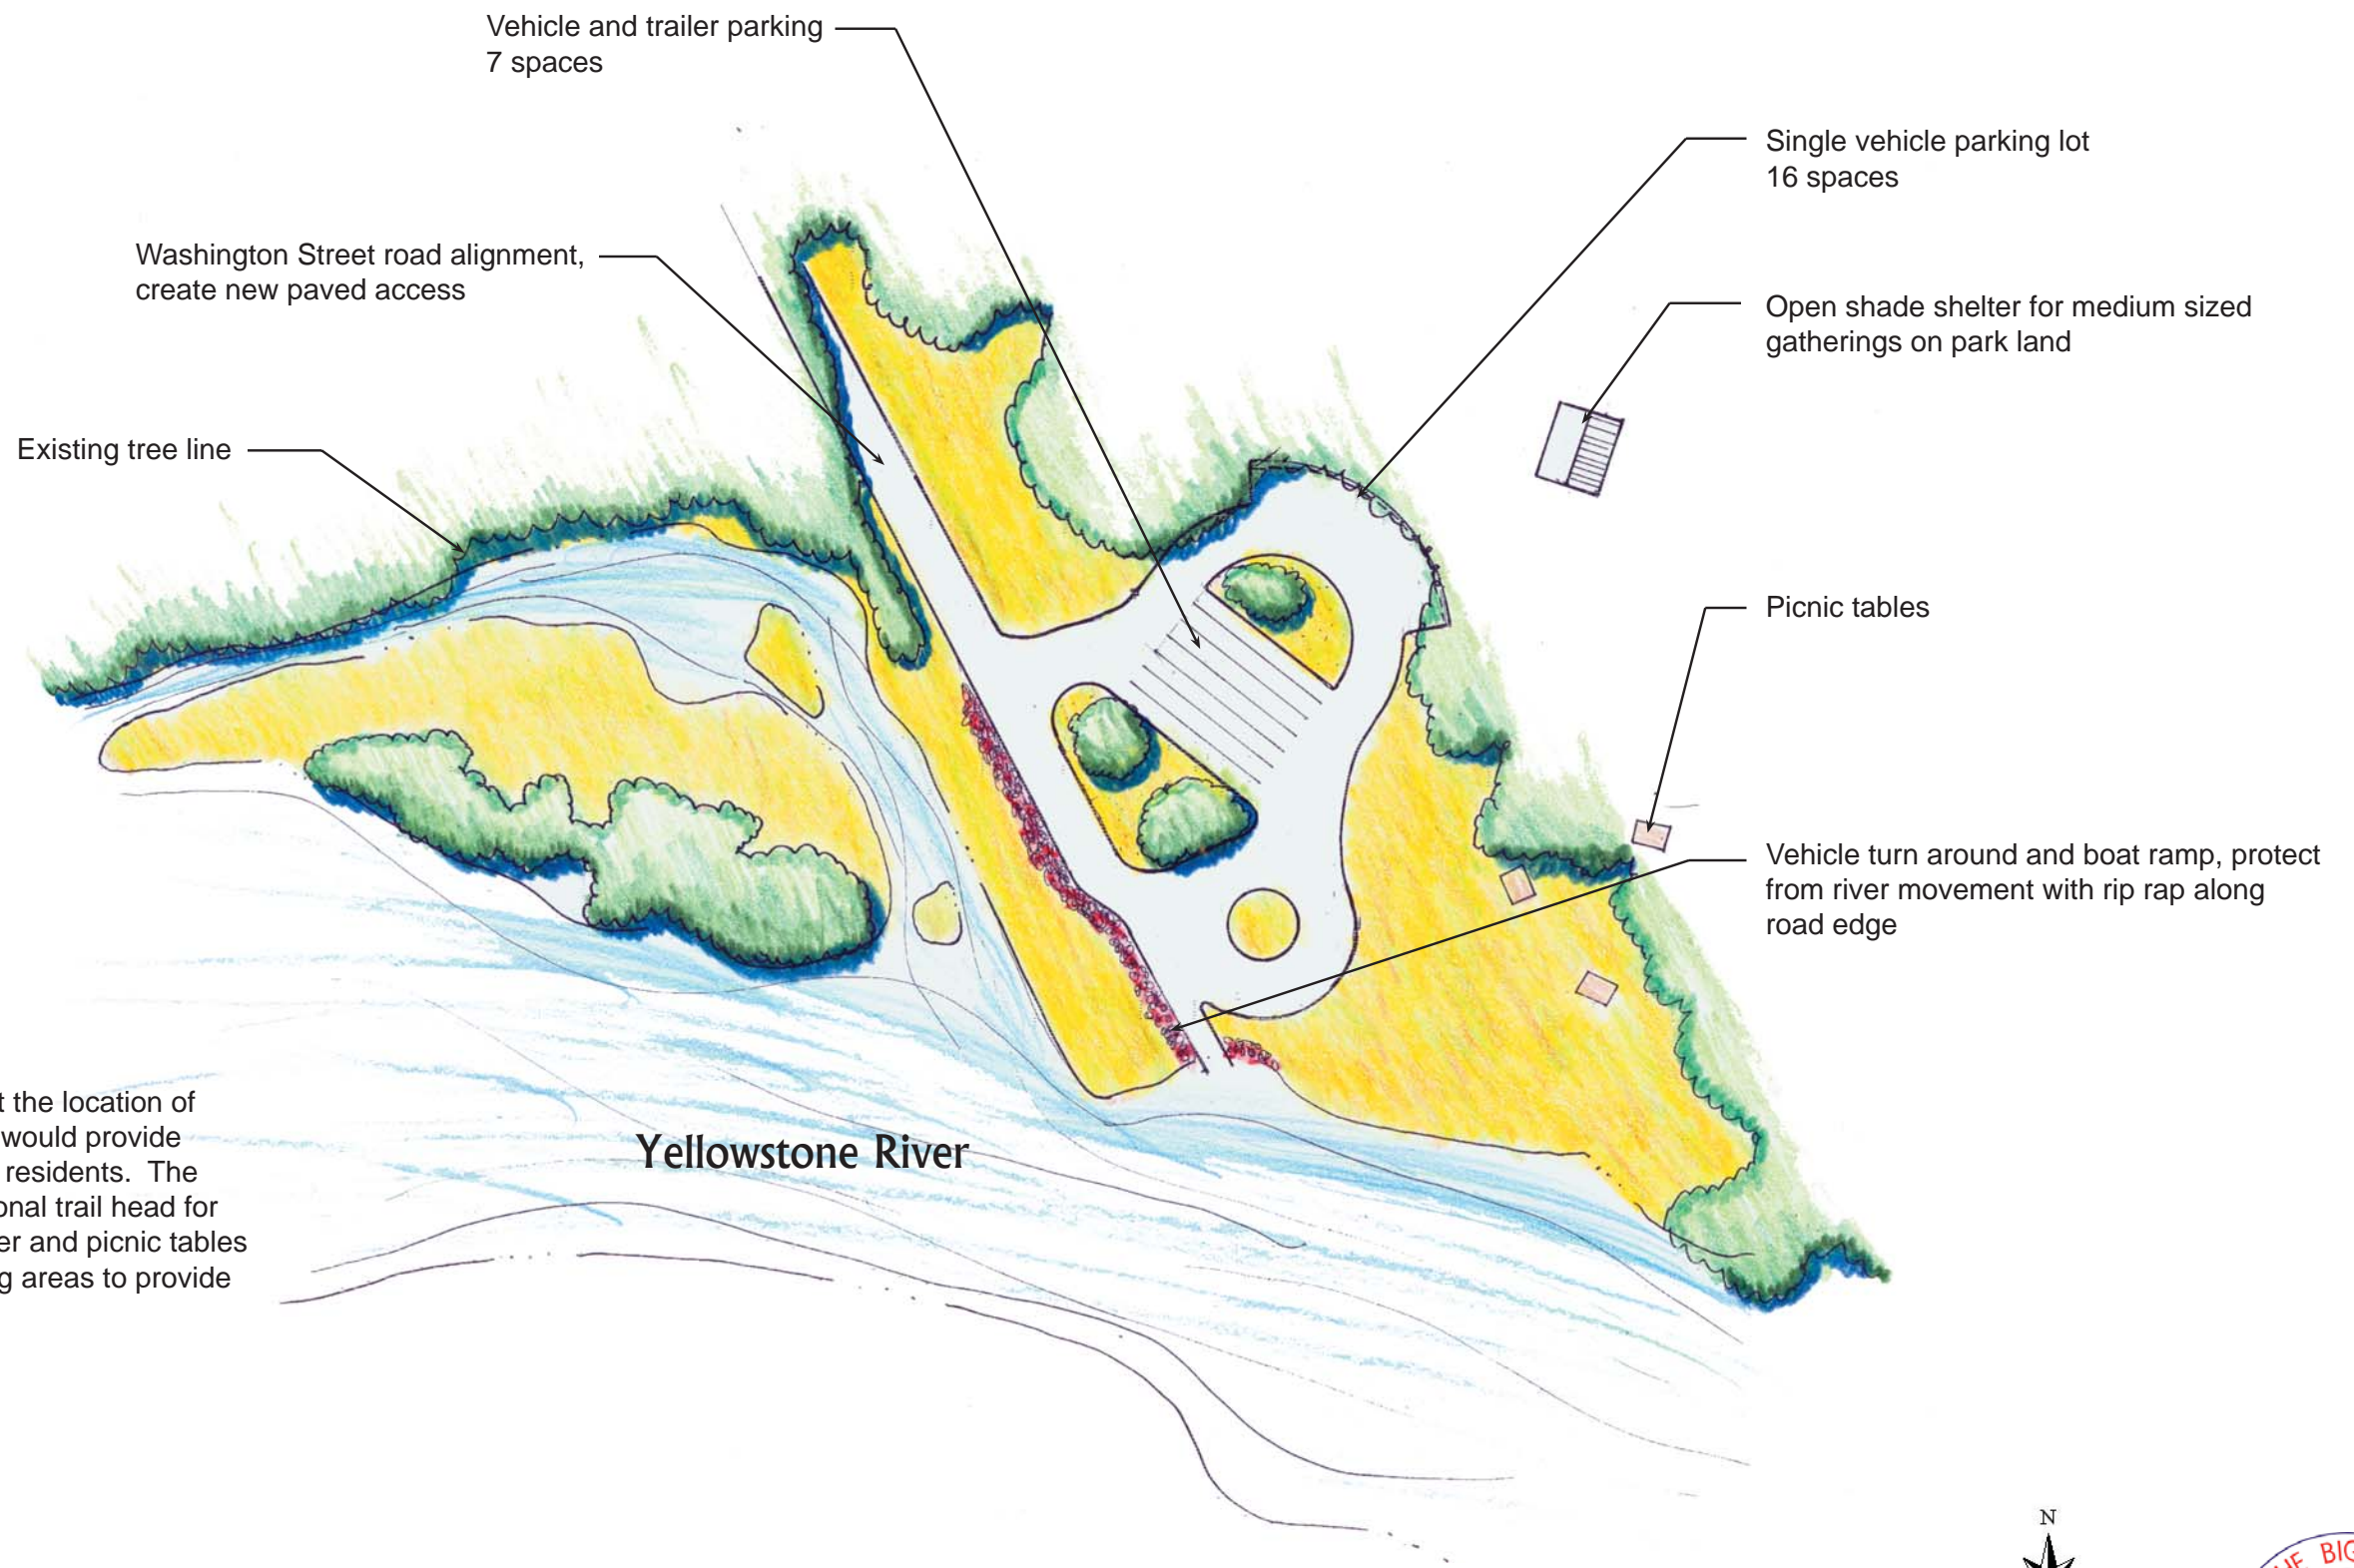 Vehicle and trailer parking
7 spaces
Single vehicle parking lot
16 spaces
Washington Street road alignment,
create new paved access
Open shade shelter for medium sized
gatherings on park land
Existing tree line
Picnic tables
Vehicle turn around and boat ramp, protect
from river movement with rip rap along
road edge
the location of
would provide
residents.  The
trail head for
and picnic tables
areas to provide
Yellowstone River
N
BIG